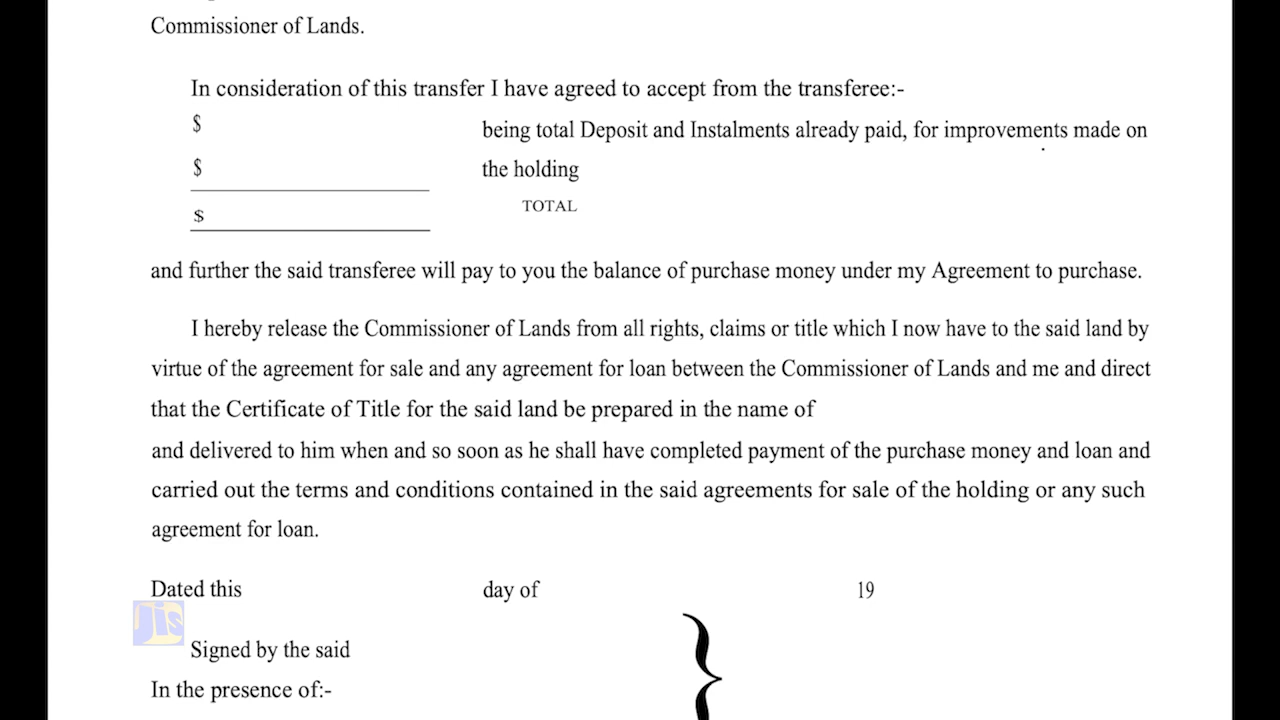 Commissioner of Lands.
In consideration of this transfer I have agreed to accept from the transferee:-
$ being total Deposit and Instalments already paid, for improvements made on
$ the holding
$ TOTAL
and further the said transferee will pay to you the balance of purchase money under my Agreement to purchase.
I hereby release the Commissioner of Lands from all rights, claims or title which I now have to the said land by
virtue of the agreement for sale and any agreement for loan between the Commissioner of Lands and me and direct
that the Certificate of Title for the said land be prepared in the name of
and delivered to him when and so soon as he shall have completed payment of the purchase money and loan and
carried out the terms and conditions contained in the said agreements for sale of the holding or any such
agreement for loan.
Dated this day of 19
JIS
Signed by the said
In the presence of:-